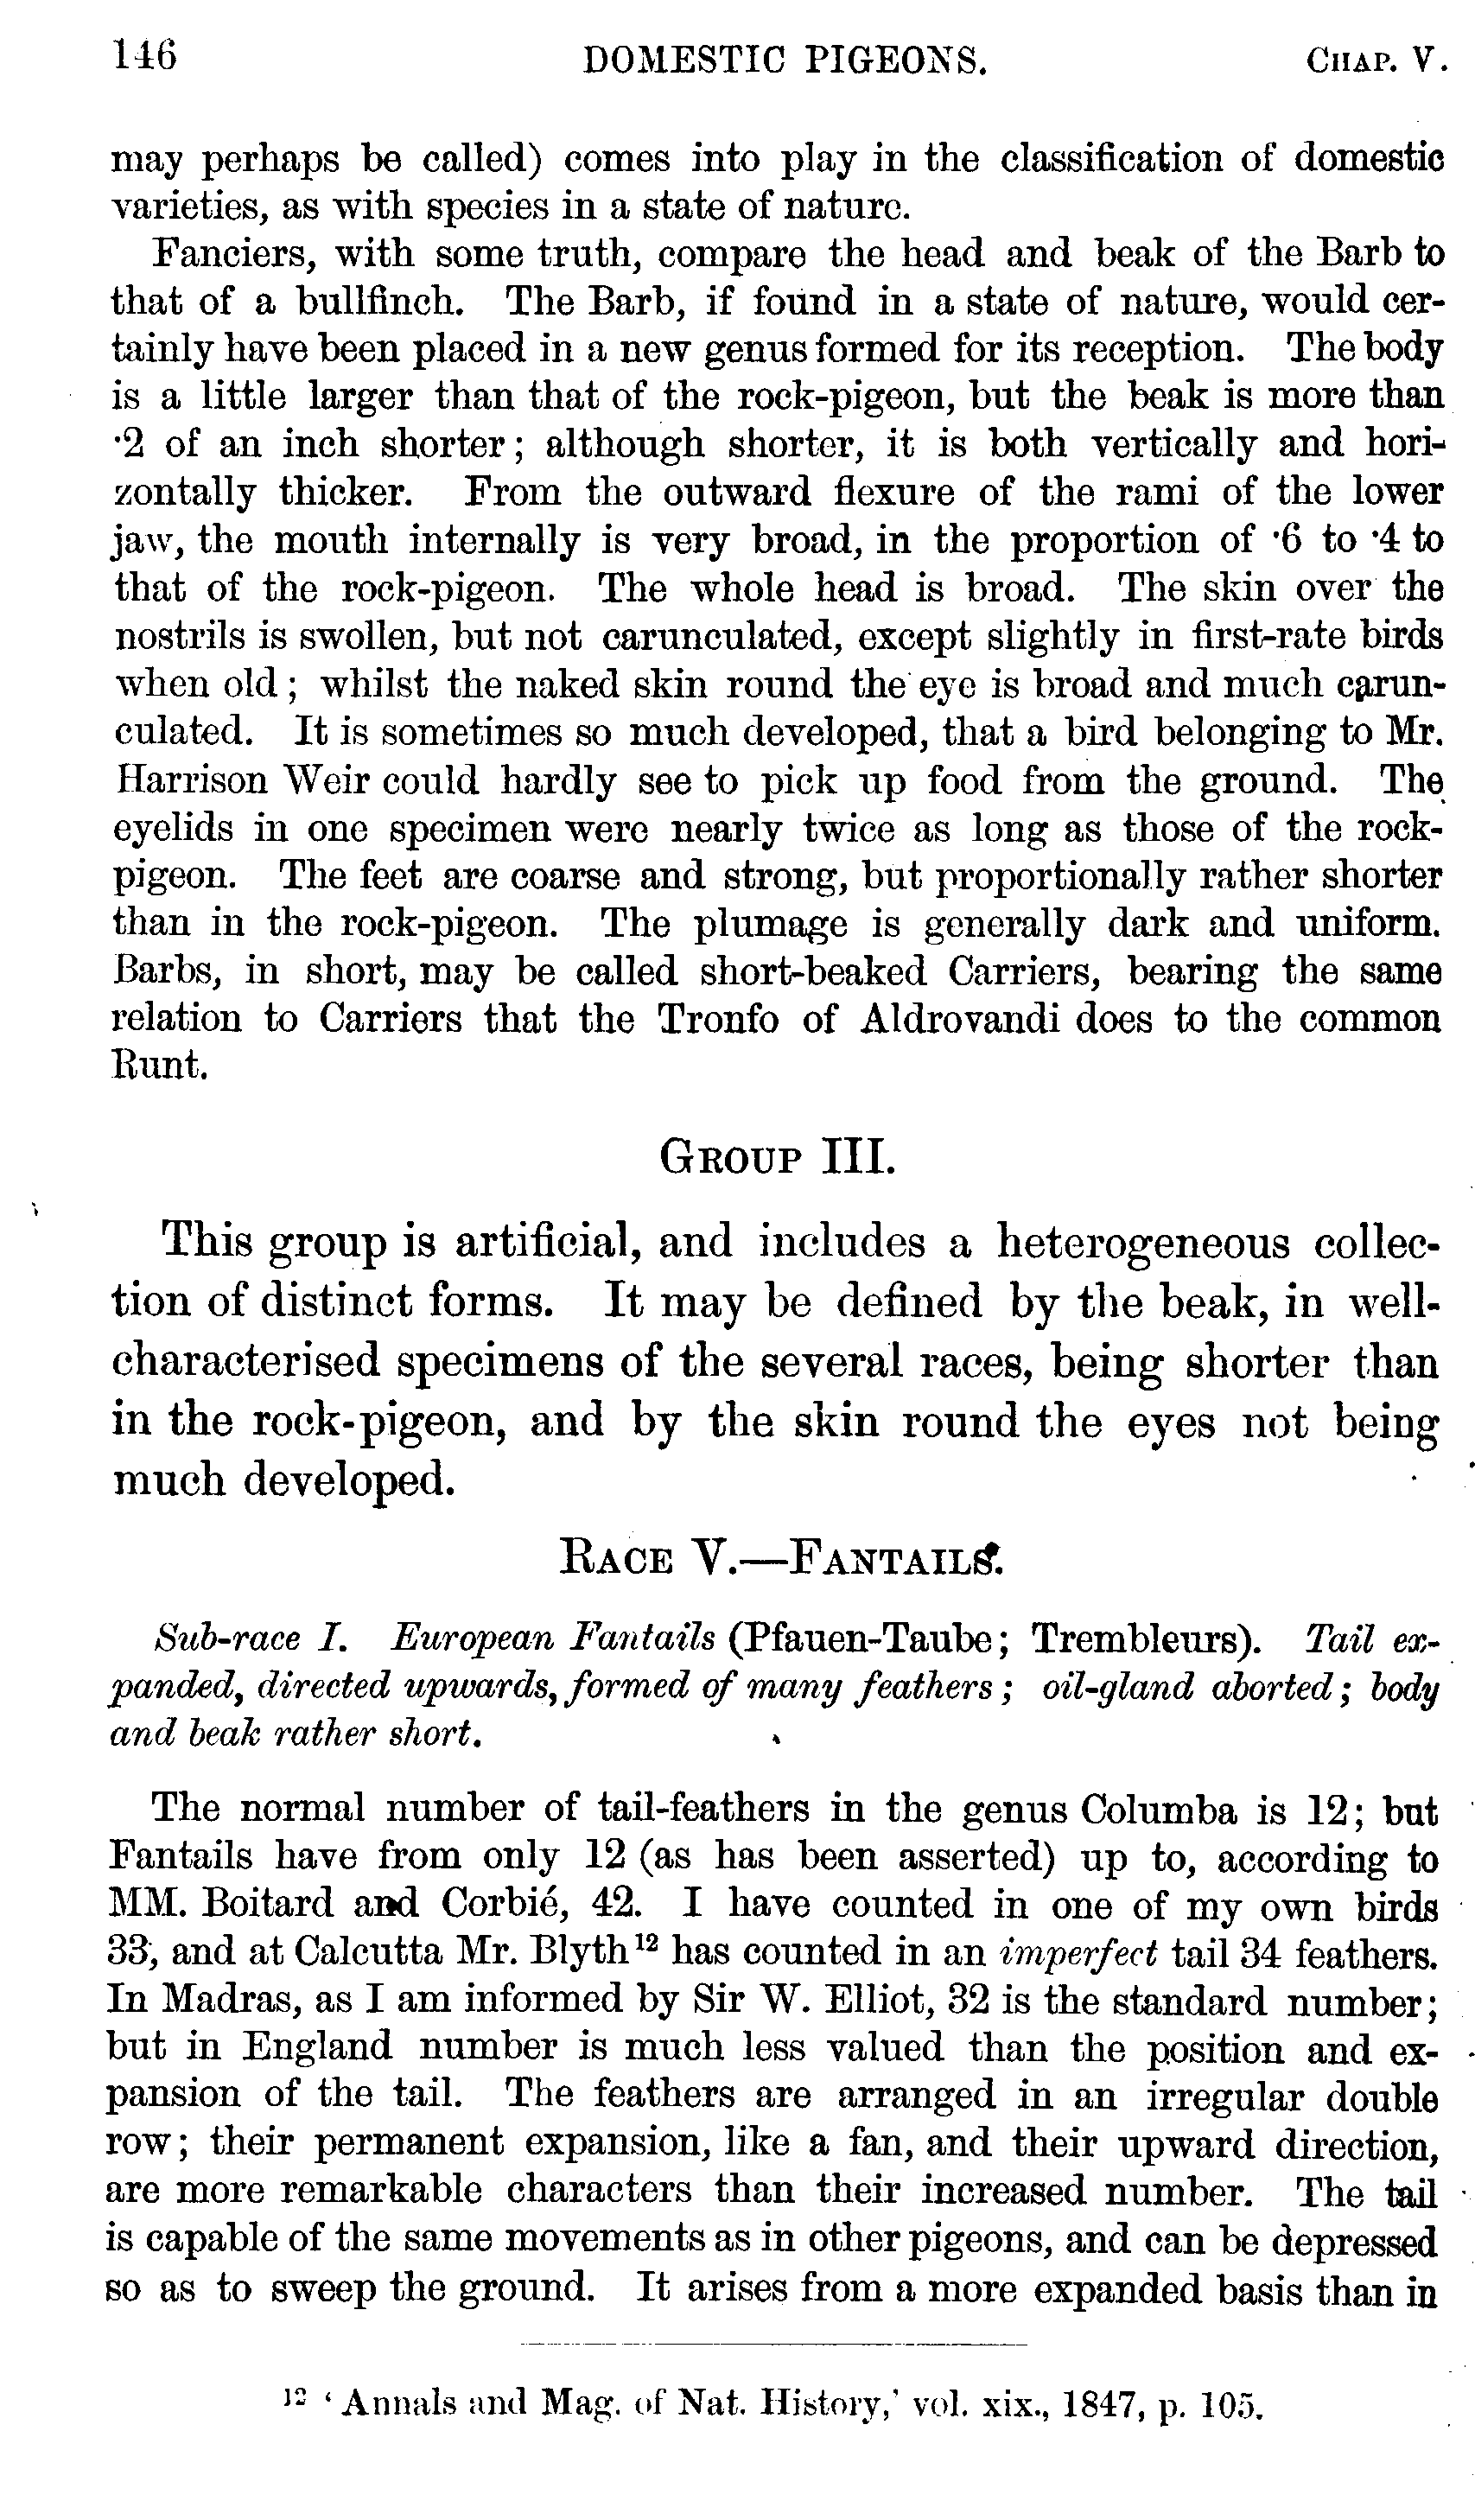 146 DOMESTIC PIGEONS. CHAP. V.
may perhaps be called) comes into play in the classification of domestic
varieties, as with species in a state of nature.
Fanciers, with some truth, compare the head and beak of the Barb to
that of a bullfinch. The Barb, if found in a state of nature, would cer-
tainly have been placed in a new genus formed for its reception. The body
is a little larger than that of the rock-pigeon, but the beak is more than
·2 of an inch shorter; although shorter, it is both vertically and hori-
zontally thicker. From the outward flexure of the rami of the lower
jaw, the mouth internally is very broad, in the proportion of ·6 to ·4 to
that of the rock-pigeon. The whole head is broad. The skin over the
nostrils is swollen, but not carunculated, except slightly in first-rate birds
when old; whilst the naked skin round the eye is broad and much carun-
culated. It is sometimes so much developed, that a bird belonging to Mr.
Harrison Weir could hardly see to pick up food from the ground. The
eyelids in one specimen were nearly twice as long as those of the rock-
pigeon. The feet are coarse and strong, but proportionally rather shorter
than in the rock-pigeon. The plumage is generally dark and uniform.
Barbs, in short, may be called short-beaked Carriers, bearing the same
relation to Carriers that the Tronfo of Aldrovandi does to the common
Runt.
GROUP III.
This group is artificial, and includes a heterogeneous collec-
tion of distinct forms. It may be defined by the beak, in well-
characterised specimens of the several races, being shorter than
in the rock-pigeon, and by the skin round the eyes not being
much developed.
RACE V.—FANTAILS.
Sub-race I. European Fantails (Pfauen-Taube; Trembleurs). Tail ex-
panded, directed upwards, formed of many feathers; oil-gland aborted; body
and beak rather short.
The normal number of tail-feathers in the genus Columba is 12; but
Fantails have from only 12 (as has been asserted) up to, according to
MM. Boitard and Corbié, 42. I have counted in one of my own birds
33, and at Calcutta Mr. Blyth¹² has counted in an imperfect tail 34 feathers.
In Madras, as I am informed by Sir W. Elliot, 32 is the standard number;
but in England number is much less valued than the position and ex-
pansion of the tail. The feathers are arranged in an irregular double
row; their permanent expansion, like a fan, and their upward direction,
are more remarkable characters than their increased number. The tail
is capable of the same movements as in other pigeons, and can be depressed
so as to sweep the ground. It arises from a more expanded basis than in
¹² ‘Annals and Mag. of Nat. History,’ vol. xix., 1847, p. 105.